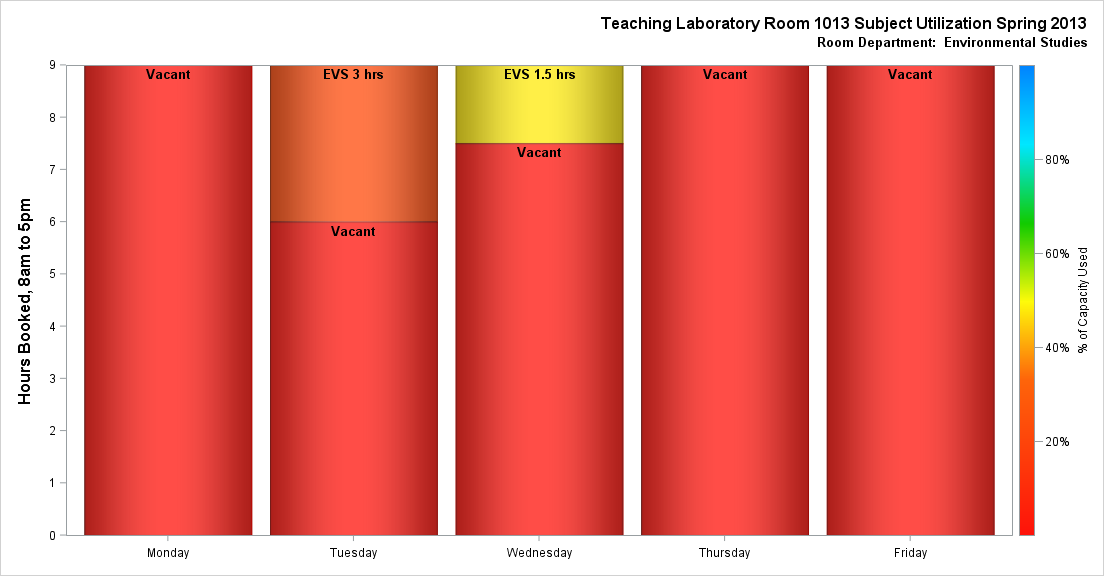 Teaching Laboratory Room 1013 Subject Utilization Spring 2013
Room Department:  Environmental Studies
Hours Booked, 8am to 5pm
9
8
7
6
5
4
3
2
1
0
Vacant
EVS 3 hrs
Vacant
EVS 1.5 hrs
Vacant
Vacant
Vacant
Monday
Tuesday
Wednesday
Thursday
Friday
80%
60%
40%
20%
% of Capacity Used